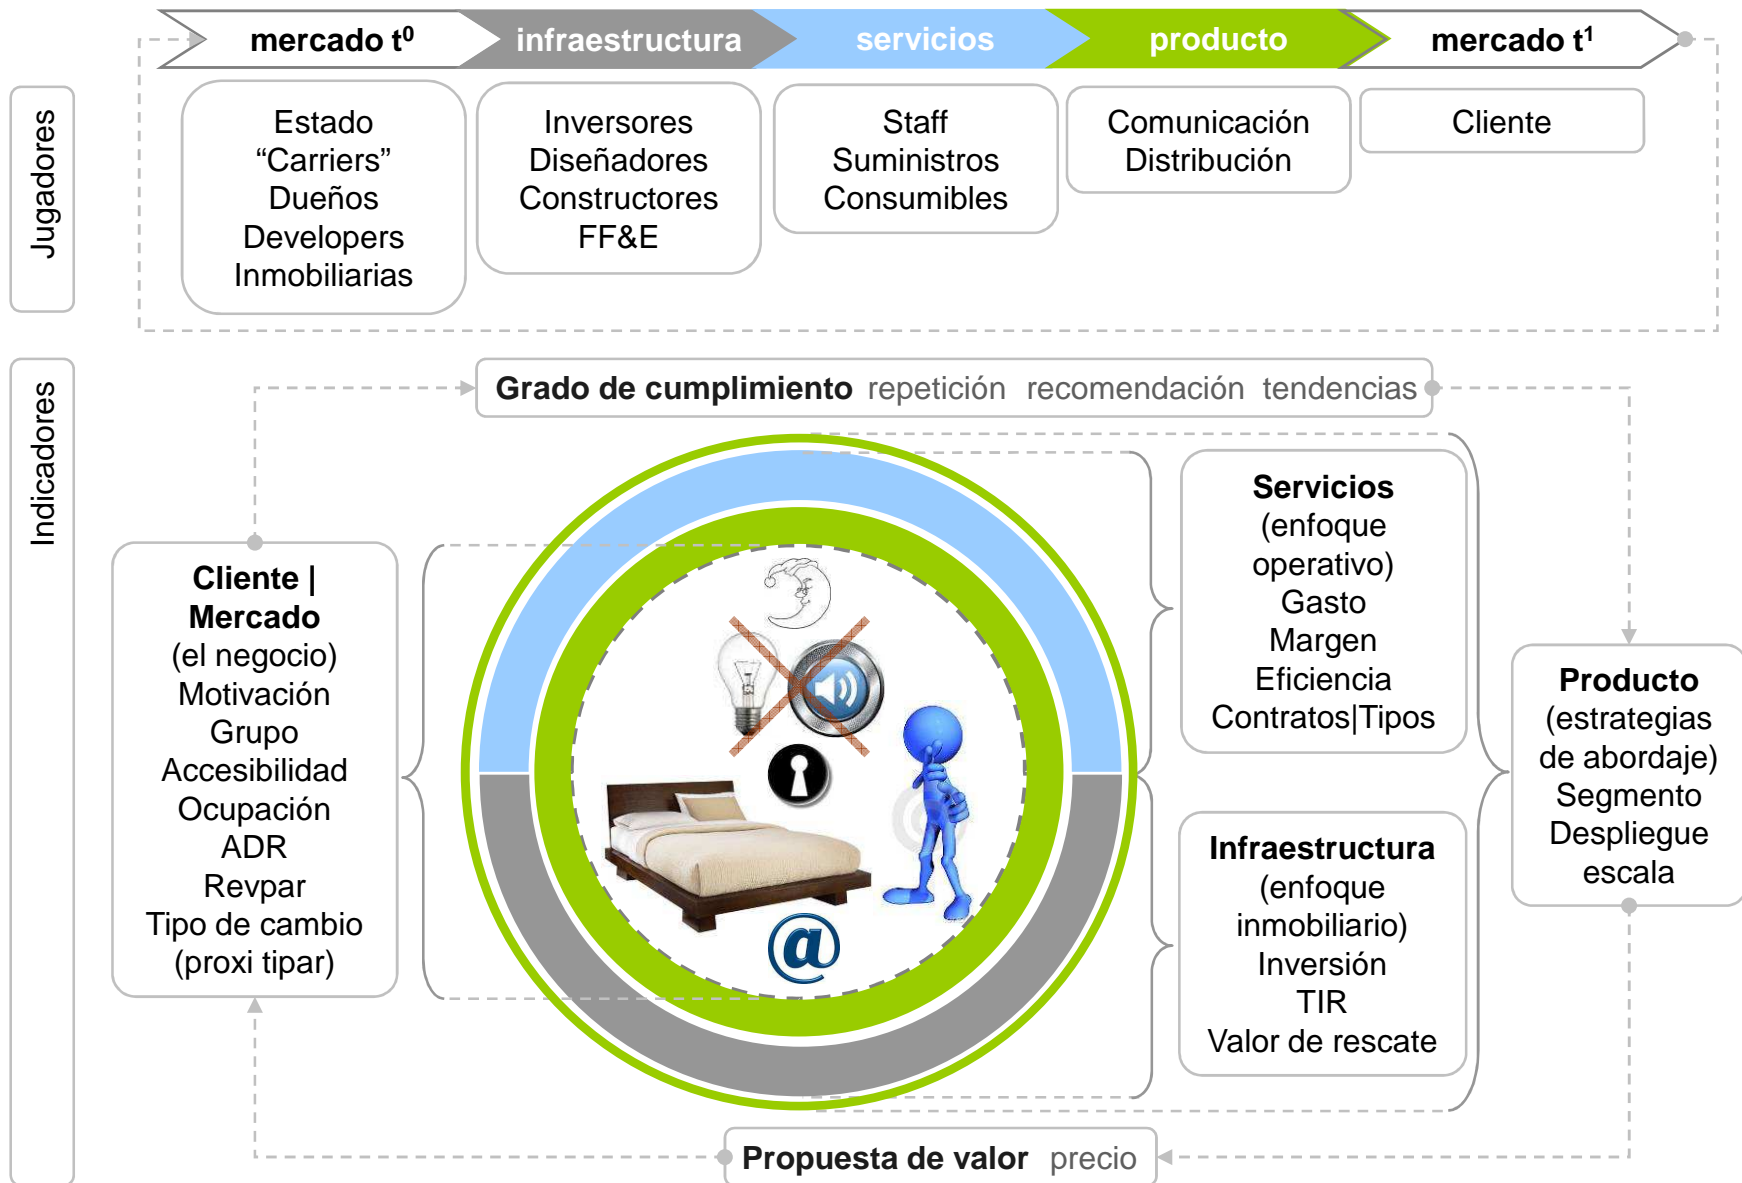 mercado t⁰
infraestructura
servicios
producto
mercado t¹
Jugadores
Estado
“Carriers”
Dueños
Developers
Inmobiliarias
Inversores
Diseñadores
Constructores
FF&E
Staff
Suministros
Consumibles
Comunicación
Distribución
Cliente
Indicadores
Grado de cumplimiento repetición recomendación tendencias
Cliente |
Mercado
(el negocio)
Motivación
Grupo
Accesibilidad
Ocupación
ADR
Revpar
Tipo de cambio
(proxi tipar)
@
Servicios
(enfoque
operativo)
Gasto
Margen
Eficiencia
Contratos|Tipos
Infraestructura
(enfoque
inmobiliario)
Inversión
TIR
Valor de rescate
Producto
(estrategias
de abordaje)
Segmento
Despliegue
escala
Propuesta de valor precio